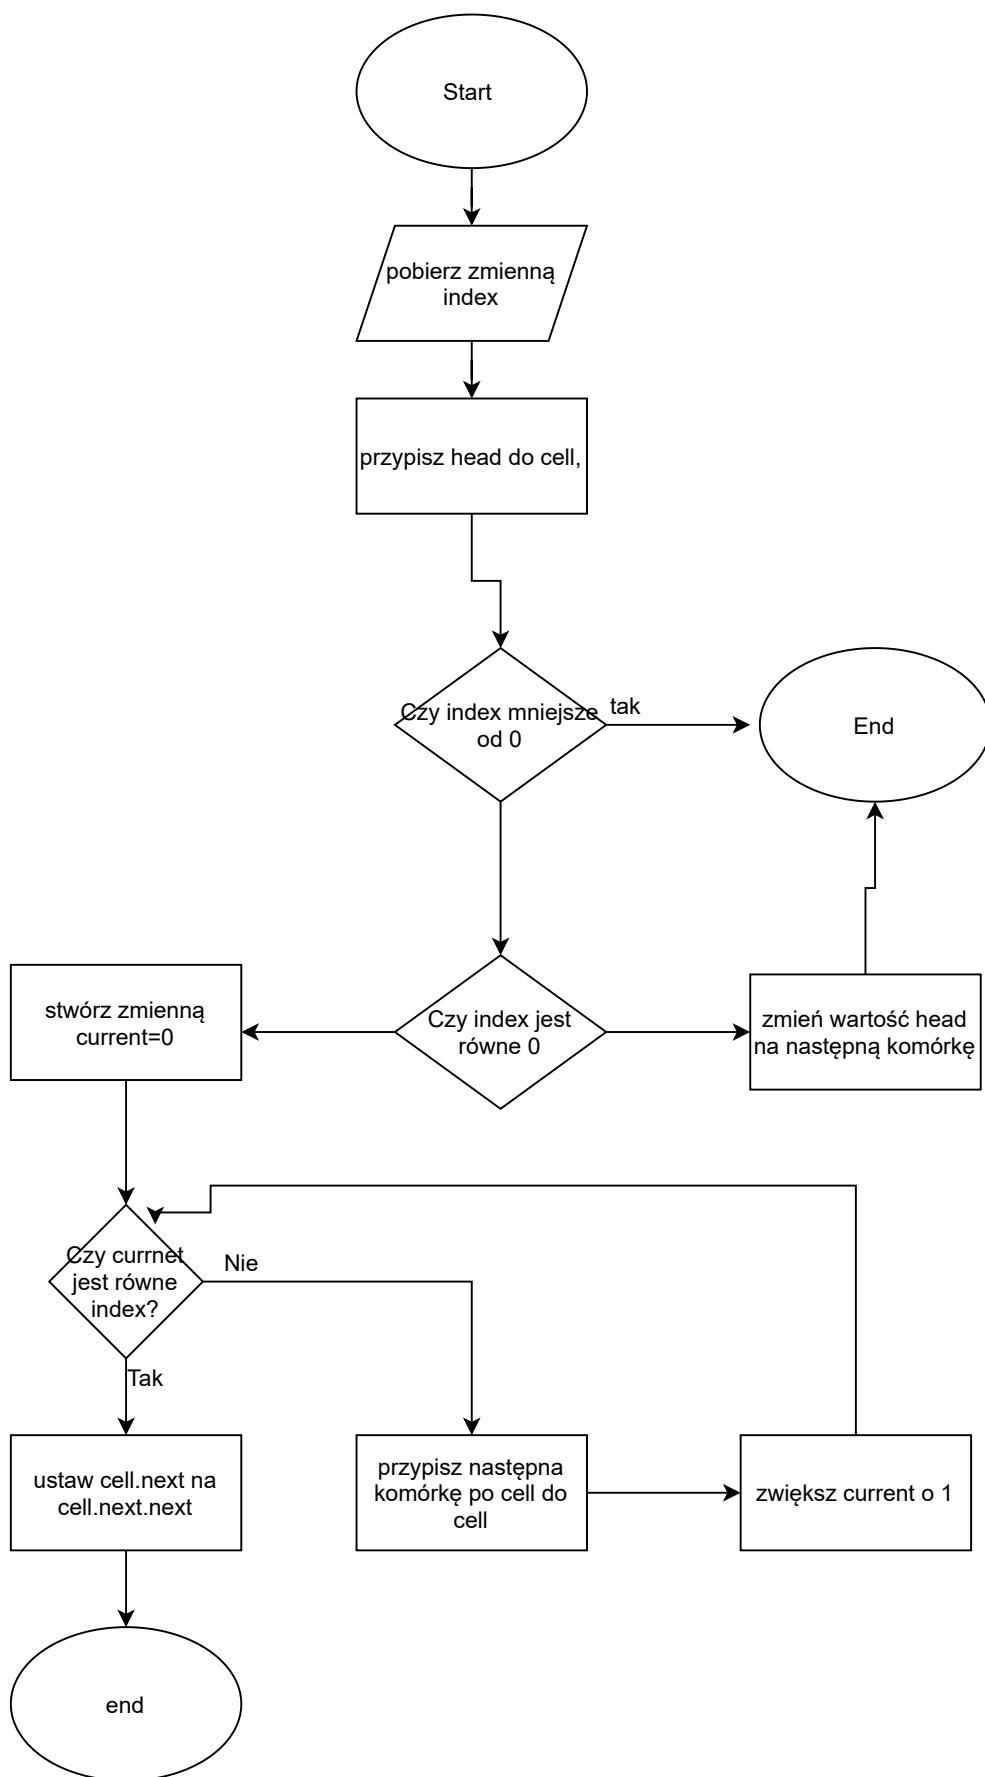 Start
pobierz zmienną
index
przypisz head do cell,
Czy index mniejsze
od 0
tak
End
stwórz zmienną
current=0
Czy index jest
równe 0
zmień wartość head
na następną komórkę
Czy currnet
jest równe
index?
Nie
Tak
ustaw cell.next na
cell.next.next
przypisz następna
komórkę po cell do
cell
zwiększ current o 1
end